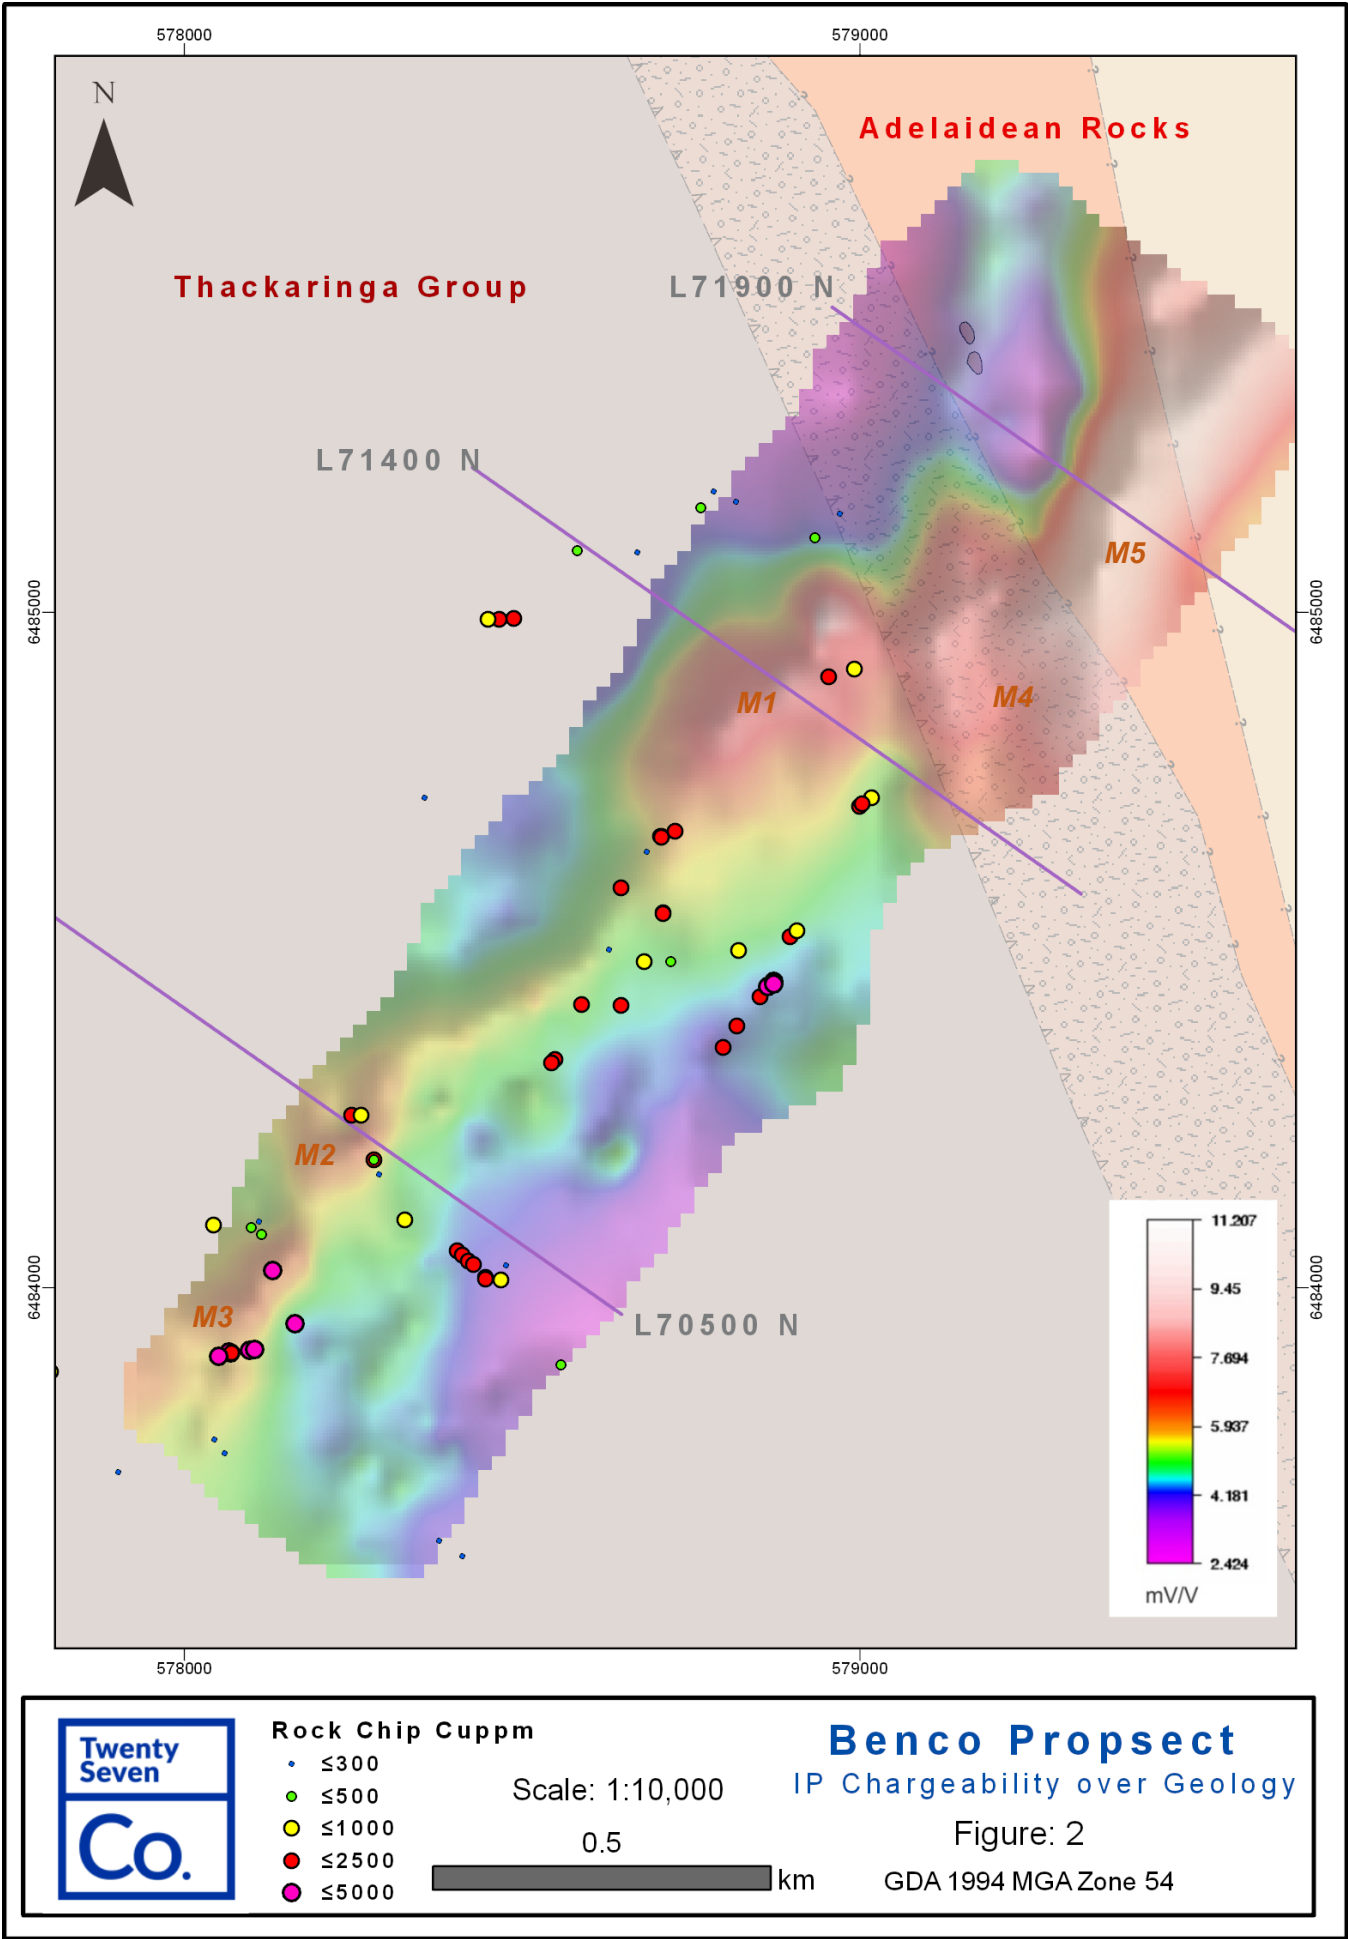 578000
579000
N
Adelaidean Rocks
Thackaringa Group
L71900 N
L71400 N
M5
6485000
6485000
M1
M4
M2
M3
6484000
6484000
L70500 N
11.207
9.45
7.694
5.937
4.181
2.424
mV/V
578000
579000
Twenty
Seven
Co.
Rock Chip Cuppm
≤300
≤500
≤1000
≤2500
≤5000
Scale: 1:10,000
0.5
km
Benco Propsect
IP Chargeability over Geology
Figure: 2
GDA 1994 MGA Zone 54